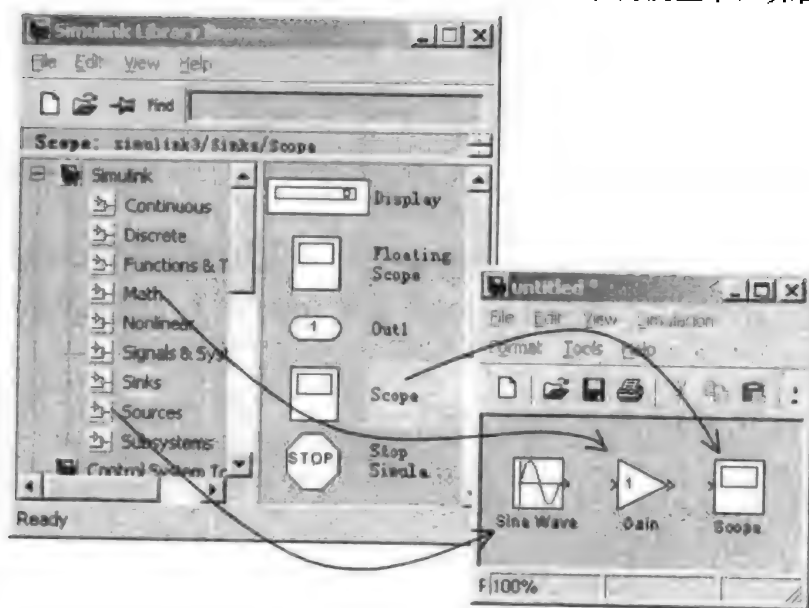 Simulink Library Browser
File Edit View Help
Find
Scope: simulink3/Sinks/Scope
Simulink
Continuous
Discrete
Functions & T
Math
Nonlinear
Signals & Syst
Sinks
Sources
Subsystems
Control System To
Display
Floating
Scope
1
Out1
Scope
STOP
Stop
Simula
Ready
untitled *
File Edit View Simulation
Format Tools Help
1
Sine Wave
Gain
Scope
100%